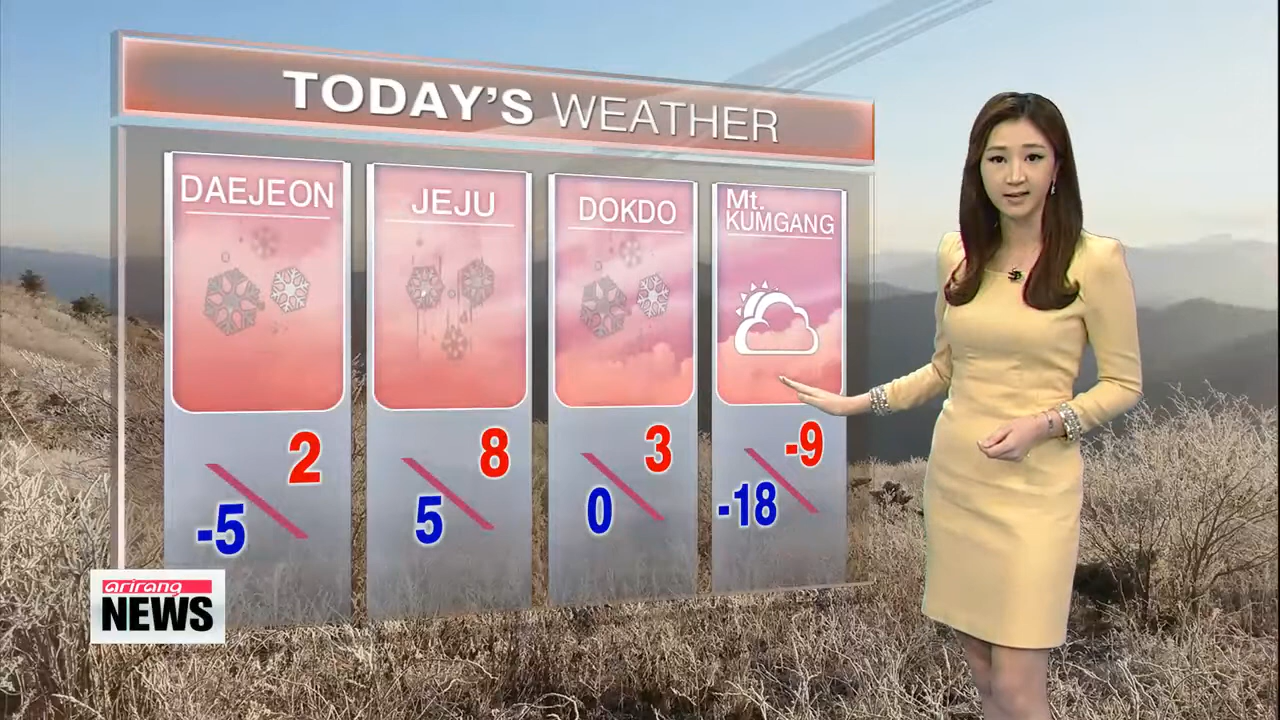 TODAY'S WEATHER
DAEJEON
2
-5
JEJU
8
5
DOKDO
3
0
Mt.
KUMGANG
-9
-18
arirang
NEWS